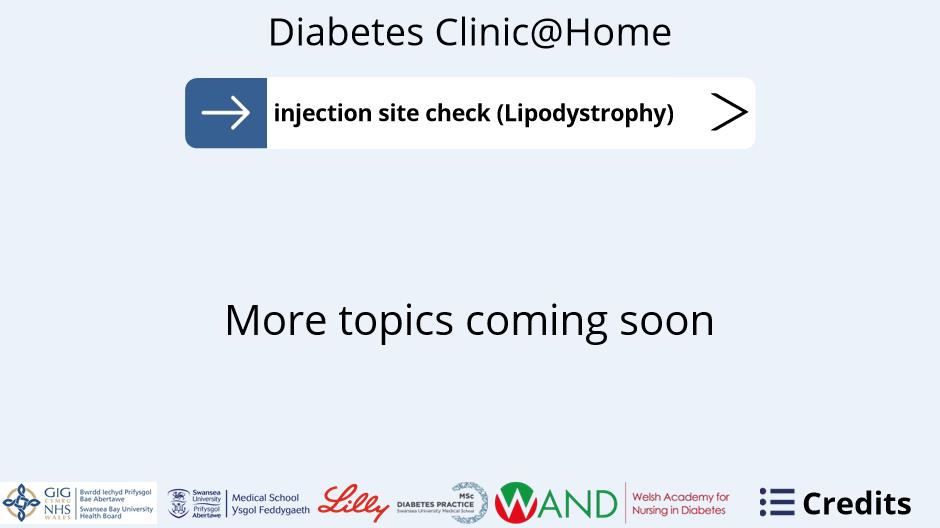 Diabetes Clinic@Home
injection site check (Lipodystrophy)
More topics coming soon
GIG
CYMRU
NHS
WALES
Bwrdd Iechyd Prifysgol
Bae Abertawe
Swansea Bay University
Health Board
Swansea
University
Prifysgol
Abertawe
Medical School
Ysgol Feddygaeth
Lilly
MSc
DIABETES PRACTICE
Swansea University Medical School
WAND
Welsh Academy for
Nursing in Diabetes
Credits